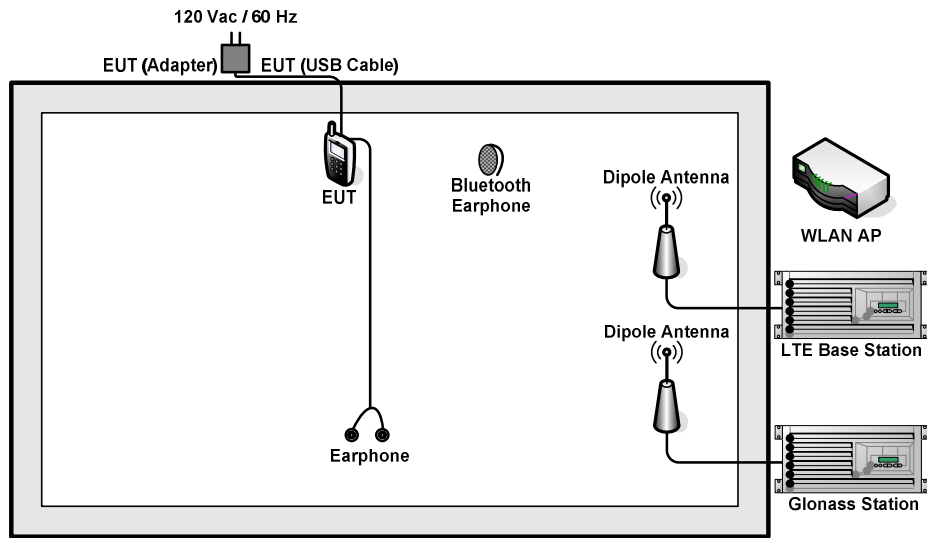 120 Vac / 60 Hz
EUT (Adapter)
EUT (USB Cable)
EUT
Bluetooth
Earphone
Dipole Antenna
WLAN AP
LTE Base Station
Dipole Antenna
Earphone
Glonass Station